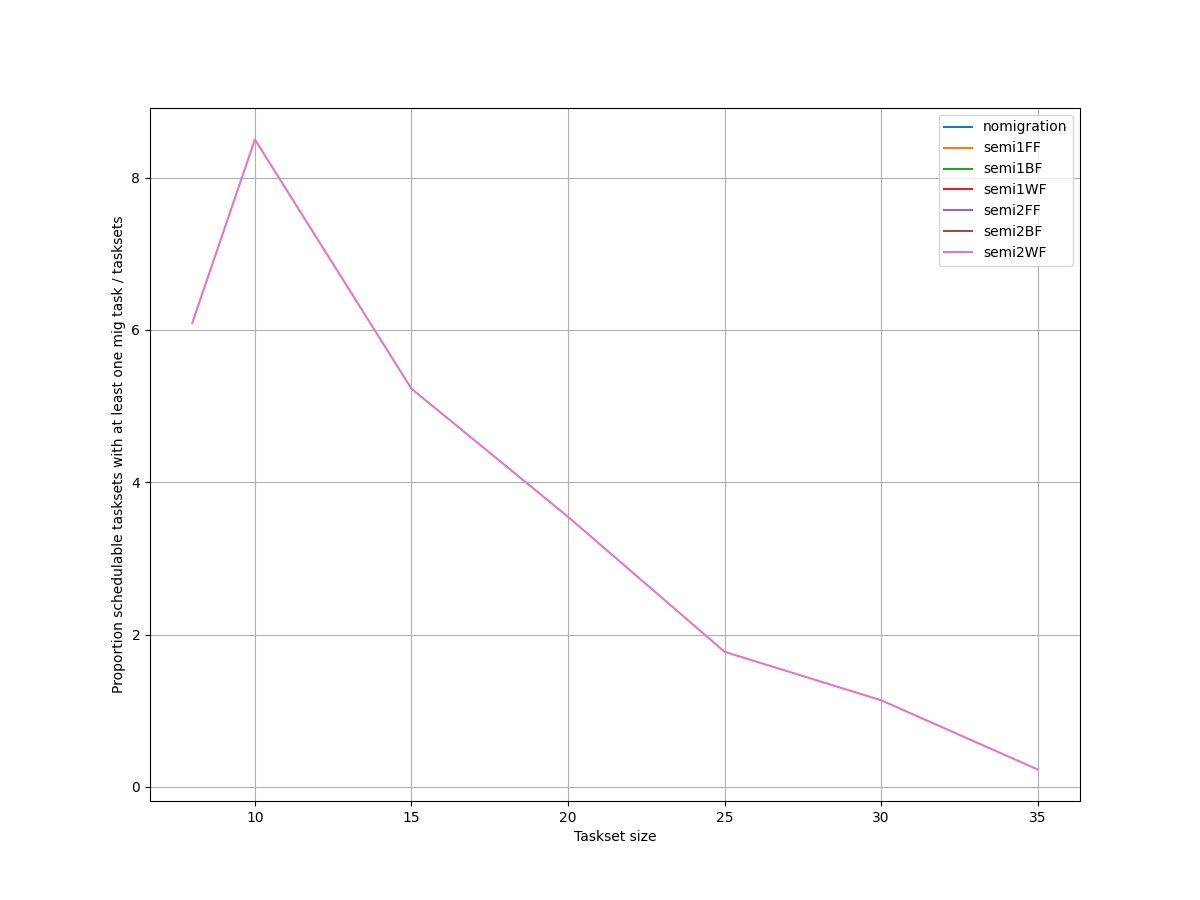 nomigration
semi1FF
semi1BF
semi1WF
semi2FF
semi2BF
semi2WF
Proportion schedulable tasksets with at least one mig task / tasksets
8
6
4
2
0
10 15 20 25 30 35
Taskset size